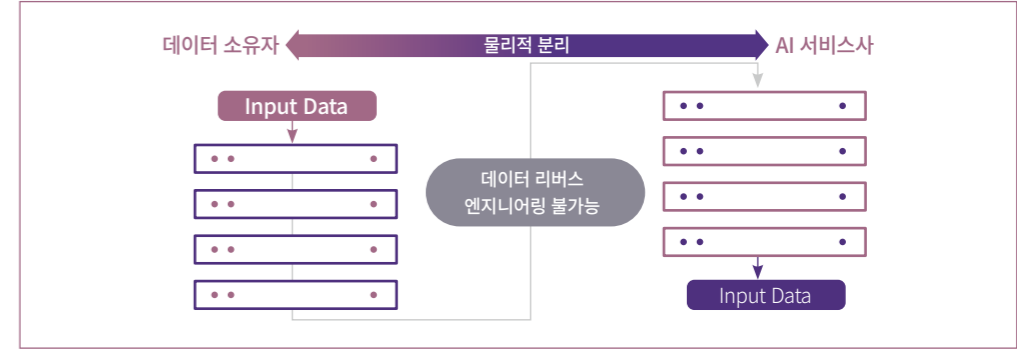 데이터 소유자
물리적 분리
AI 서비스사
Input Data
데이터 리버스
엔지니어링 불가능
Input Data